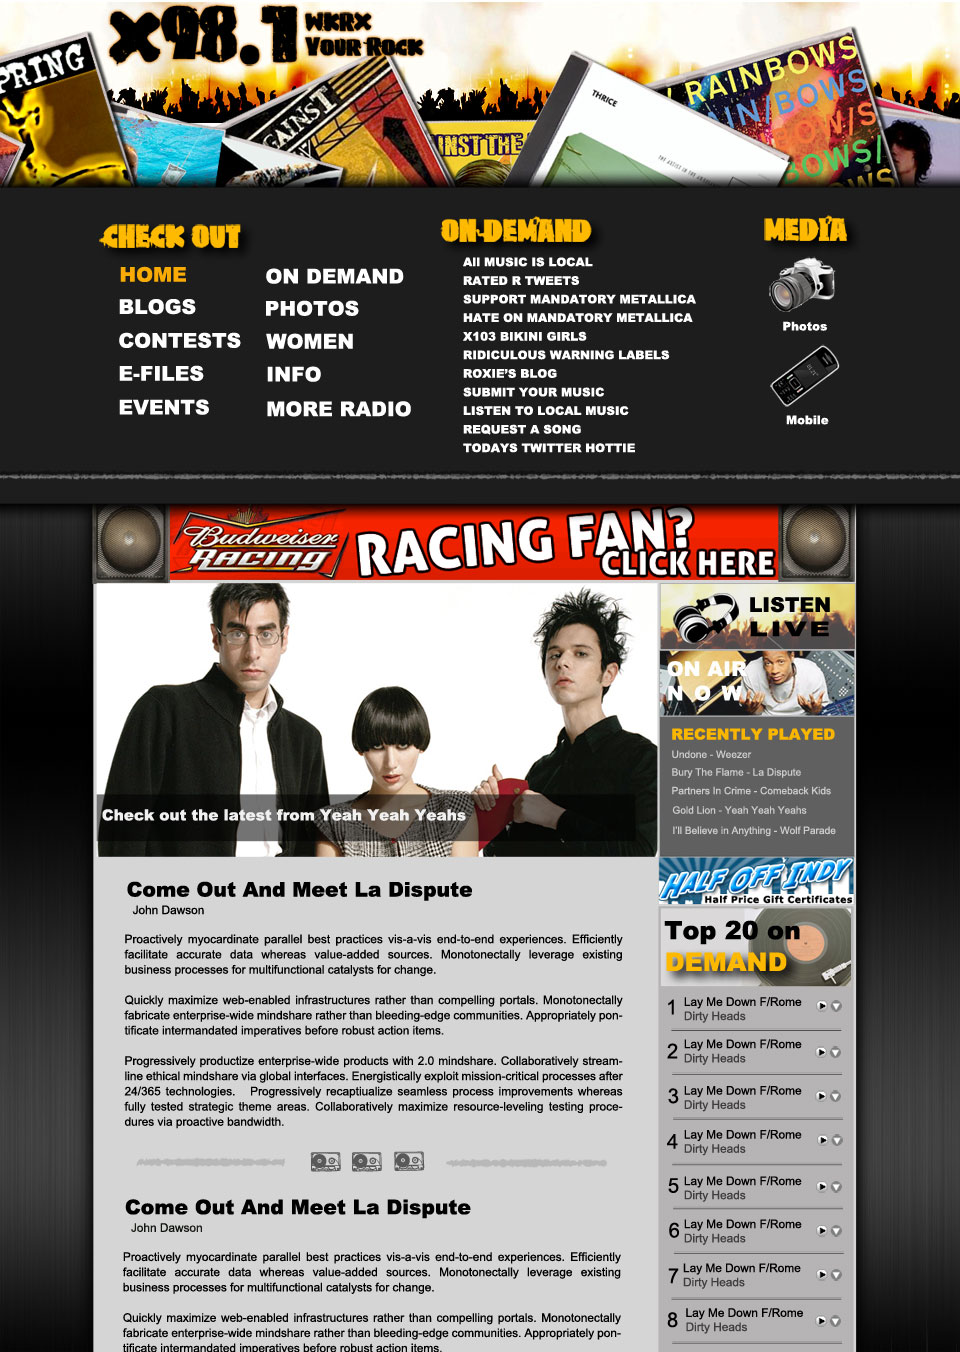 x98.1 WKRX
Your Rock
PRING
GAINST
INST THE
THRICE
RAINBOWS
IN/BOWS
BOWS/
CHECK OUT
HOME
BLOGS
CONTESTS
E-FILES
EVENTS
ON DEMAND
PHOTOS
WOMEN
INFO
MORE RADIO
ON-DEMAND
All MUSIC IS LOCAL
RATED R TWEETS
SUPPORT MANDATORY METALLICA
HATE ON MANDATORY METALLICA
X103 BIKINI GIRLS
RIDICULOUS WARNING LABELS
ROXIE'S BLOG
SUBMIT YOUR MUSIC
LISTEN TO LOCAL MUSIC
REQUEST A SONG
TODAYS TWITTER HOTTIE
MEDIA
Photos
Mobile
Budweiser
RACING
RACING FAN?
CLICK HERE
Check out the latest from Yeah Yeah Yeahs
Come Out And Meet La Dispute
John Dawson
Proactively myocardinate parallel best practices vis-a-vis end-to-end experiences. Efficiently
facilitate accurate data whereas value-added sources. Monotonectally leverage existing
business processes for multifunctional catalysts for change.
Quickly maximize web-enabled infrastructures rather than compelling portals. Monotonectally
fabricate enterprise-wide mindshare rather than bleeding-edge communities. Appropriately pon-
tificate intermandated imperatives before robust action items.
Progressively productize enterprise-wide products with 2.0 mindshare. Collaboratively stream-
line ethical mindshare via global interfaces. Energistically exploit mission-critical processes after
24/365 technologies. Progressively recaptiualize seamless process improvements whereas
fully tested strategic theme areas. Collaboratively maximize resource-leveling testing proce-
dures via proactive bandwidth.
Come Out And Meet La Dispute
John Dawson
Proactively myocardinate parallel best practices vis-a-vis end-to-end experiences. Efficiently
facilitate accurate data whereas value-added sources. Monotonectally leverage existing
business processes for multifunctional catalysts for change.
Quickly maximize web-enabled infrastructures rather than compelling portals. Monotonectally
fabricate enterprise-wide mindshare rather than bleeding-edge communities. Appropriately pon-
tificate intermandated imperatives before robust action items.
LISTEN
LIVE
ON AIR
NOW
RECENTLY PLAYED
Undone - Weezer
Bury The Flame - La Dispute
Partners In Crime - Comeback Kids
Gold Lion - Yeah Yeah Yeahs
I'll Believe in Anything - Wolf Parade
HALF OFF INDY
Half Price Gift Certificates
Top 20 on
DEMAND
1 Lay Me Down F/Rome
Dirty Heads
2 Lay Me Down F/Rome
Dirty Heads
3 Lay Me Down F/Rome
Dirty Heads
4 Lay Me Down F/Rome
Dirty Heads
5 Lay Me Down F/Rome
Dirty Heads
6 Lay Me Down F/Rome
Dirty Heads
7 Lay Me Down F/Rome
Dirty Heads
8 Lay Me Down F/Rome
Dirty Heads